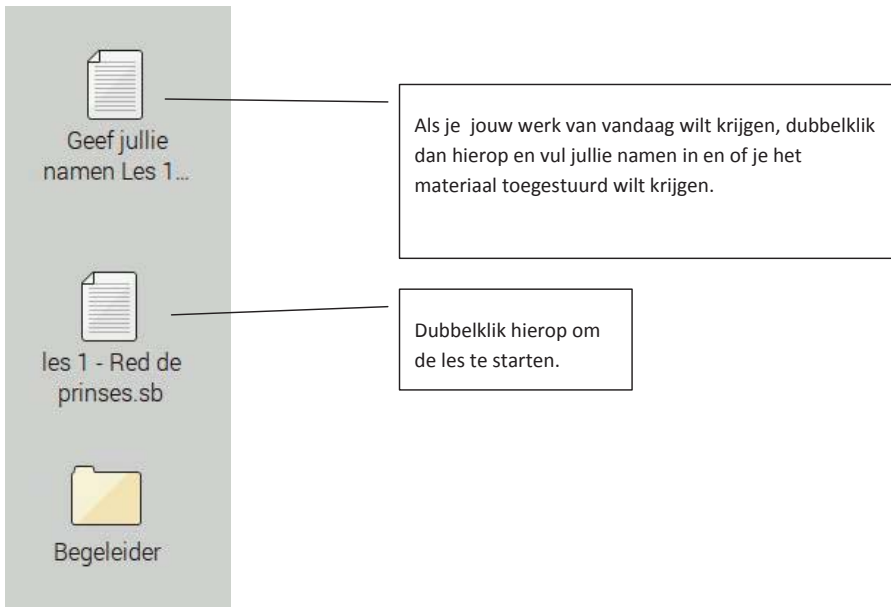 Geef jullie
namen Les 1...
Als je jouw werk van vandaag wilt krijgen, dubbelklik
dan hierop en vul jullie namen in en of je het
materiaal toegestuurd wilt krijgen.
les 1 - Red de
prinses.sb
Dubbelklik hierop om
de les te starten.
Begeleider